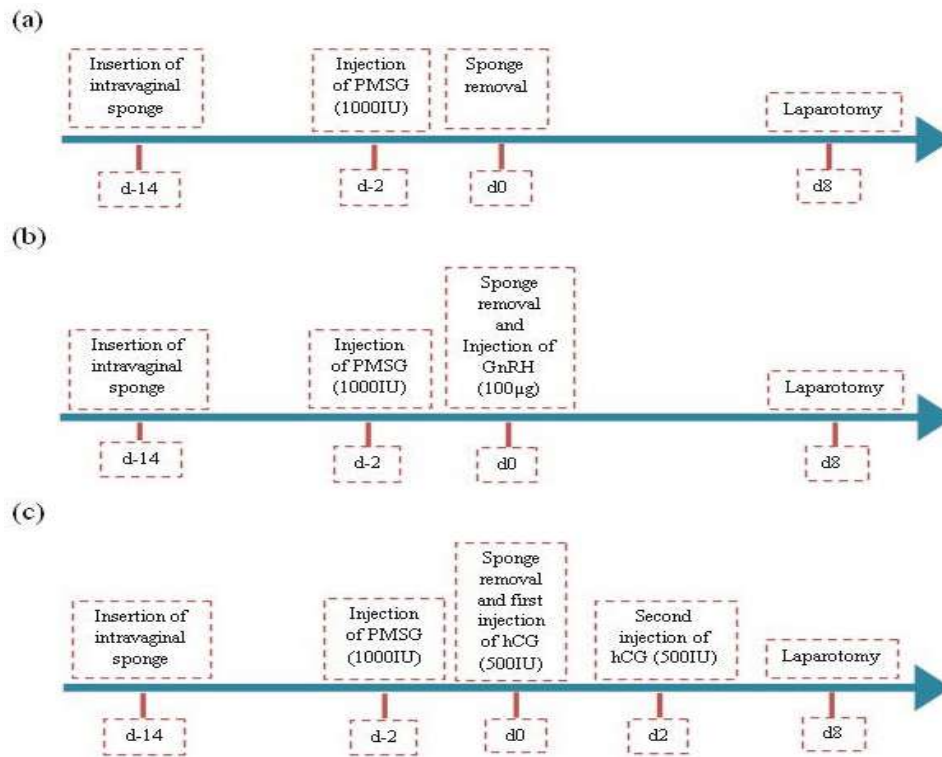 (a)
Insertion of
intravaginal
sponge
Injection
of PMSG
(1000IU)
Sponge
removal
Laparotomy
d-14
d-2
d0
d8
(b)
Insertion of
intravaginal
sponge
Injection
of PMSG
(1000IU)
Sponge
removal
and
Injection of
GnRH
(100µg)
Laparotomy
d-14
d-2
d0
d8
(c)
Insertion of
intravaginal
sponge
Injection
of PMSG
(1000IU)
Sponge
removal
and first
injection
of hCG
(500IU)
Second
injection of
hCG (500IU)
Laparotomy
d-14
d-2
d0
d2
d8